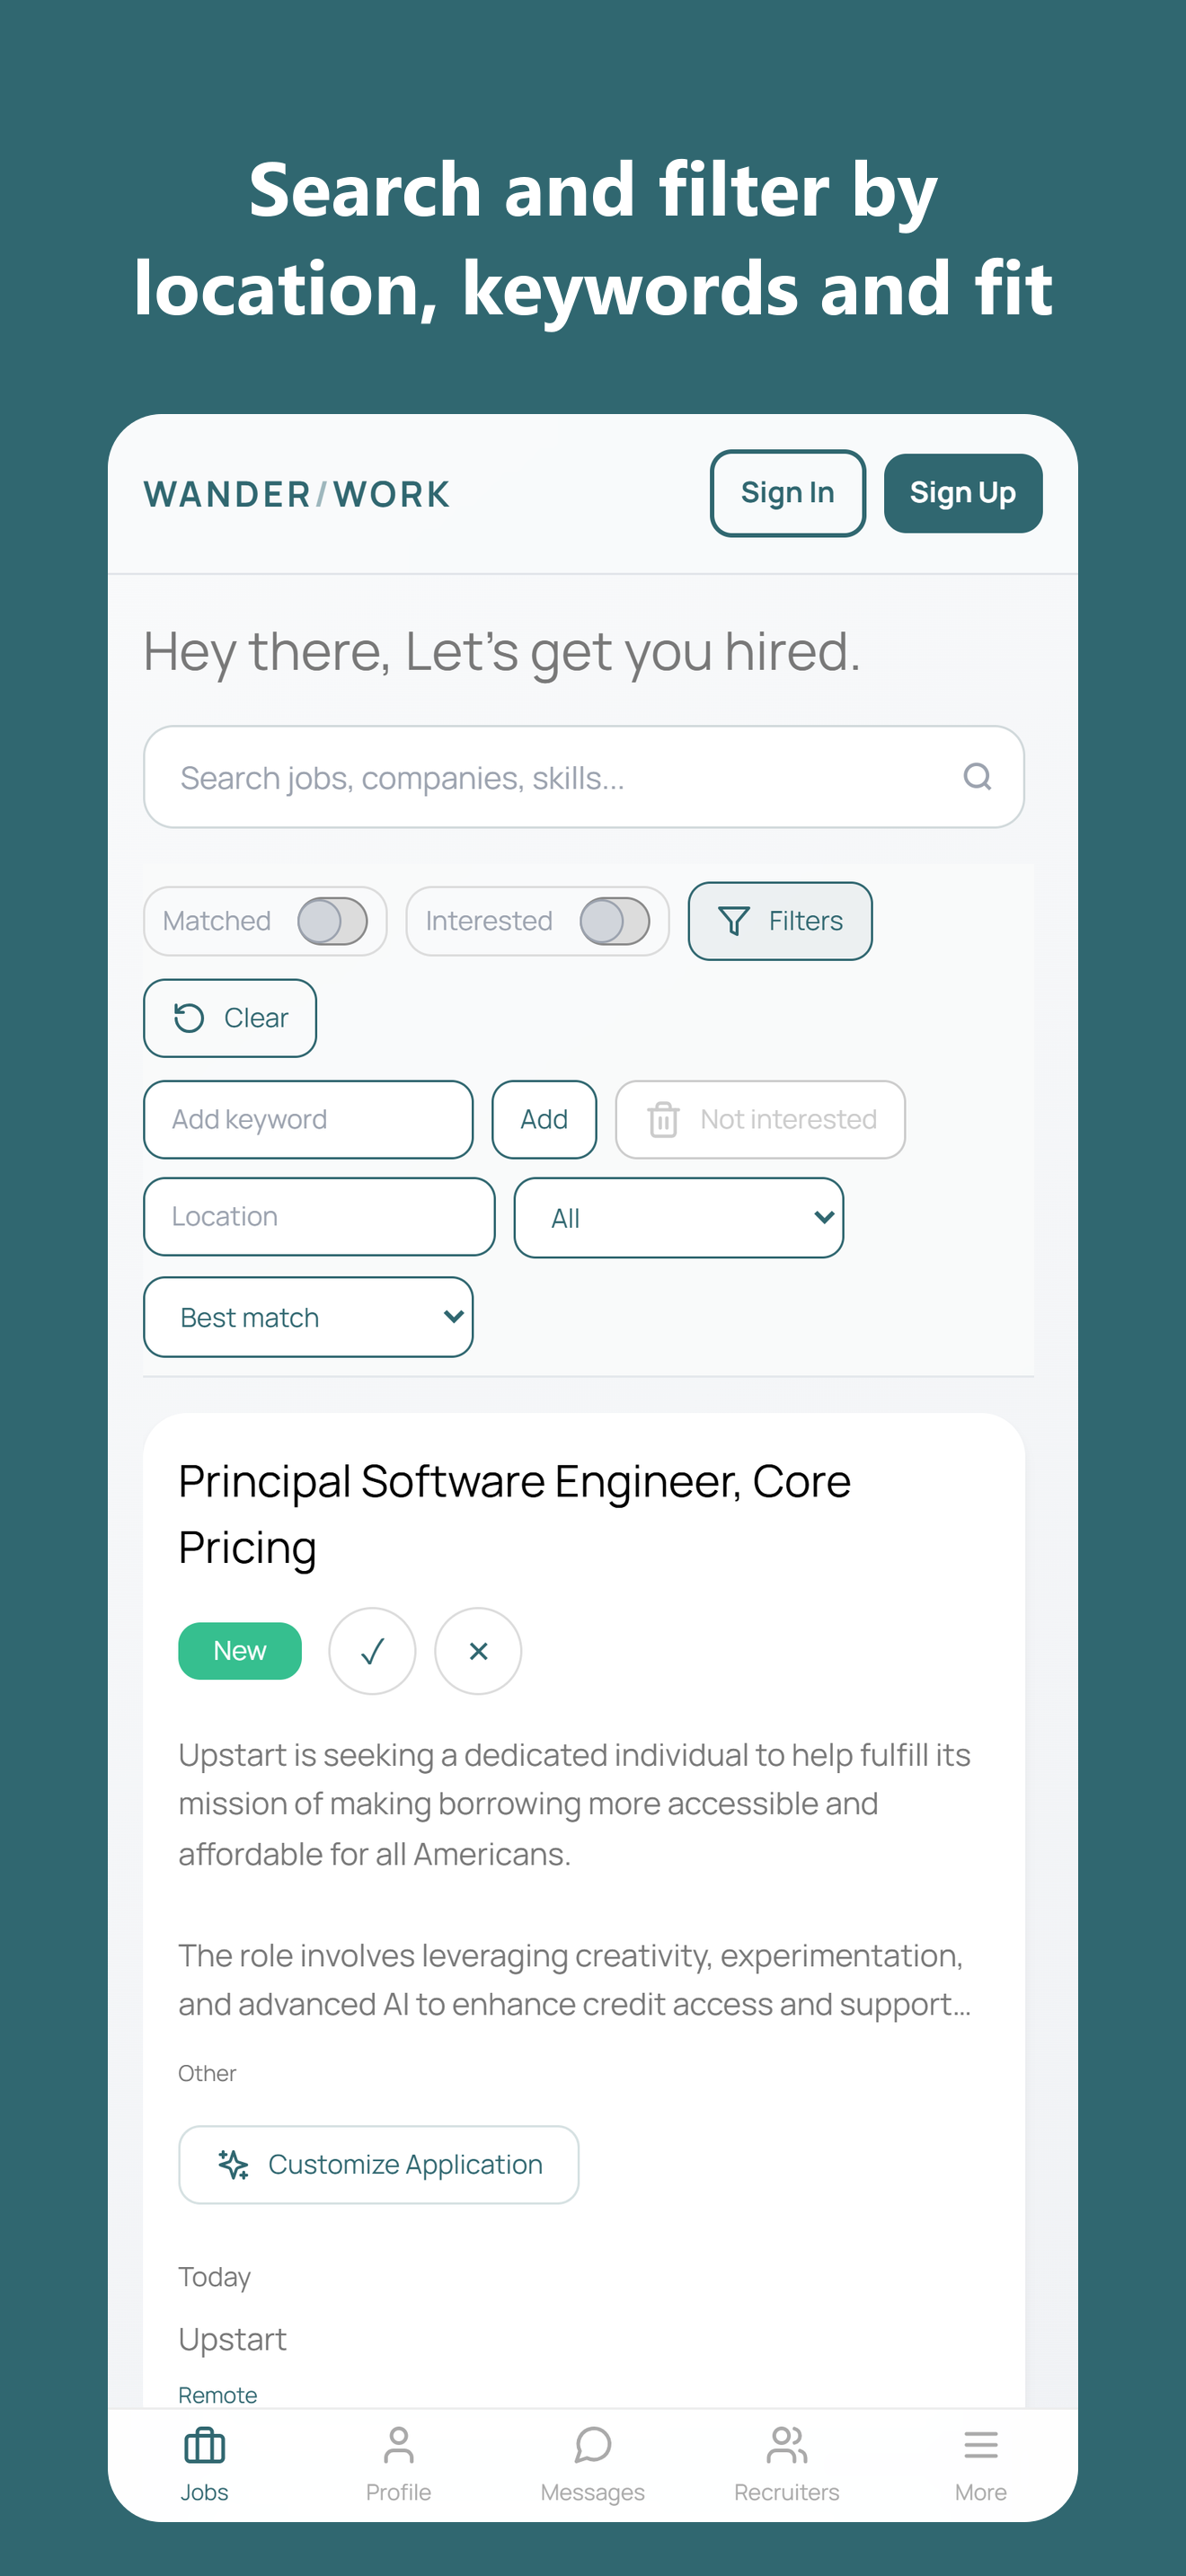 Search and filter by
location, keywords and fit
WANDER/WORK
Sign In
Sign Up
Hey there, Let's get you hired.
Search jobs, companies, skills...
Matched
Interested
Filters
Clear
Add keyword
Add
Not interested
Location
All
Best match
Principal Software Engineer, Core
Pricing
New
Upstart is seeking a dedicated individual to help fulfill its
mission of making borrowing more accessible and
affordable for all Americans.
The role involves leveraging creativity, experimentation,
and advanced AI to enhance credit access and support...
Other
Customize Application
Today
Upstart
Remote
Jobs
Profile
Messages
Recruiters
More